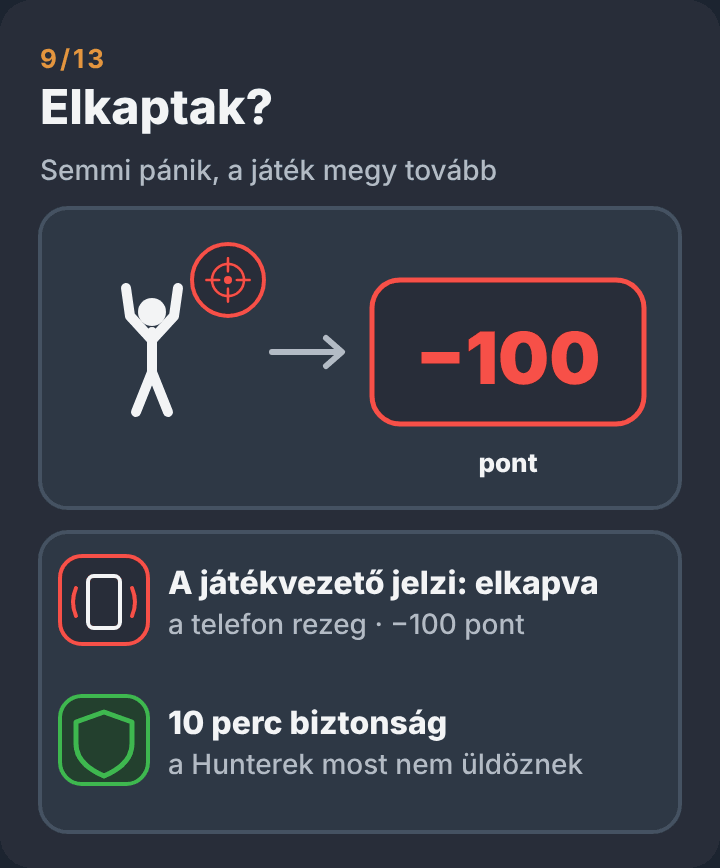 9/13
Elkaptak?
Semmi pánik, a játék megy tovább
−100
pont
A játékvezető jelzi: elkapva
a telefon rezeg · −100 pont
10 perc biztonság
a Hunterek most nem üldöznek